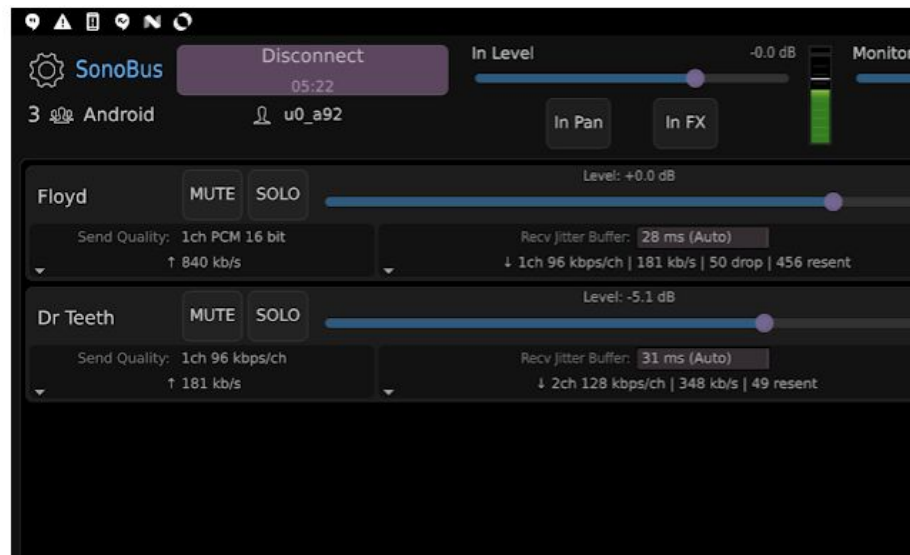 SonoBus
Disconnect
05:22
In Level -0.0 dB
Monitor
3 Android u0_a92
In Pan In FX
Floyd MUTE SOLO Level: +0.0 dB
Send Quality: 1ch PCM 16 bit
↑ 840 kb/s
Recv Jitter Buffer: 28 ms (Auto)
↓ 1ch 96 kbps/ch | 181 kb/s | 50 drop | 456 resent
Dr Teeth MUTE SOLO Level: -5.1 dB
Send Quality: 1ch 96 kbps/ch
↑ 181 kb/s
Recv Jitter Buffer: 31 ms (Auto)
↓ 2ch 128 kbps/ch | 348 kb/s | 49 resent